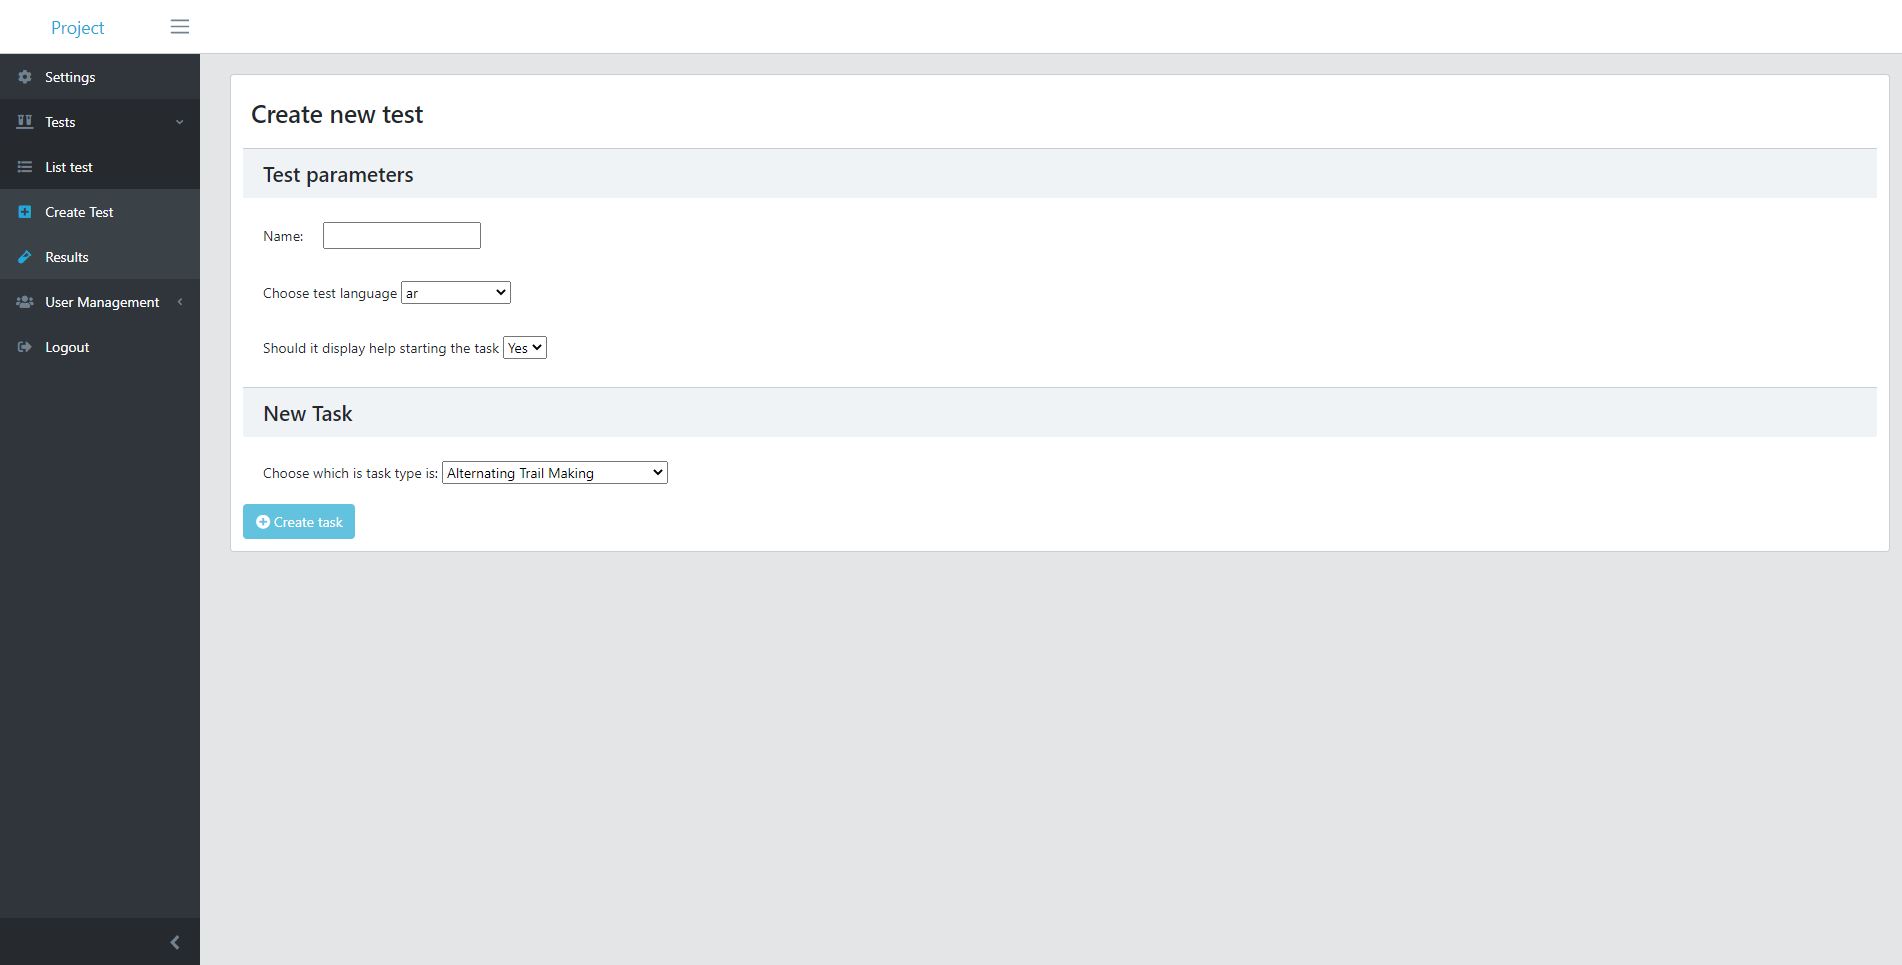 Project
Settings
Tests
List test
Create Test
Results
User Management
Logout
Create new test
Test parameters
Name:
Choose test language ar
Should it display help starting the task Yes
New Task
Choose which is task type is: Alternating Trail Making
Create task